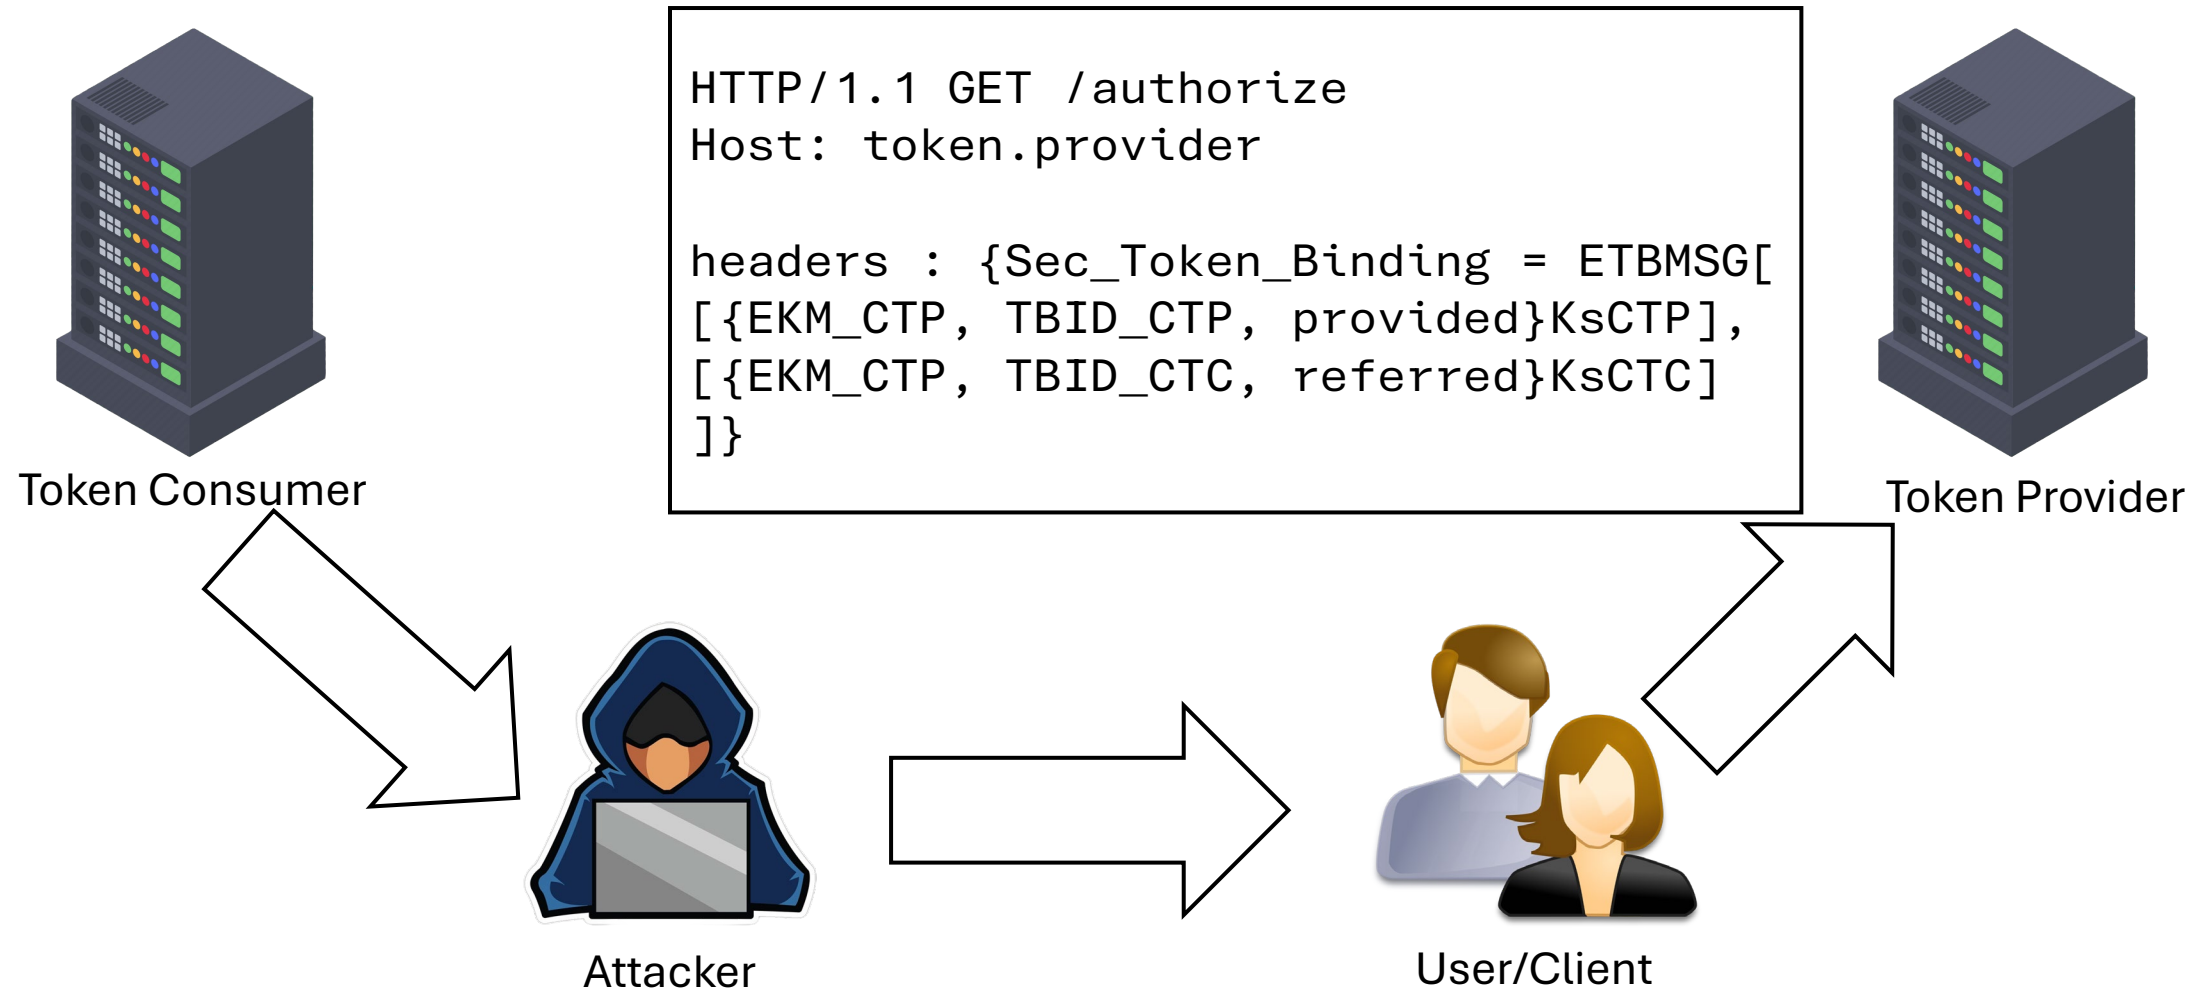 HTTP/1.1 GET /authorize
Host: token.provider
headers : {Sec_Token_Binding = ETBMSG[
[{EKM_CTP, TBID_CTP, provided}KsCTP],
[{EKM_CTP, TBID_CTC, referred}KsCTC]
]}
Token Consumer
Token Provider
Attacker
User/Client